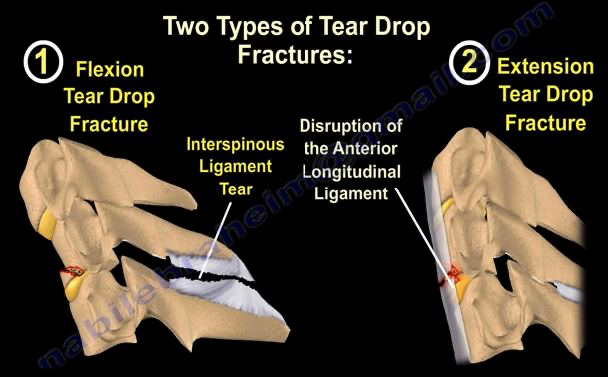 Two Types of Tear Drop
Fractures:
1
Flexion
Tear Drop
Fracture
Interspinous
Ligament
Tear
Disruption of
the Anterior
Longitudinal
Ligament
2
Extension
Tear Drop
Fracture